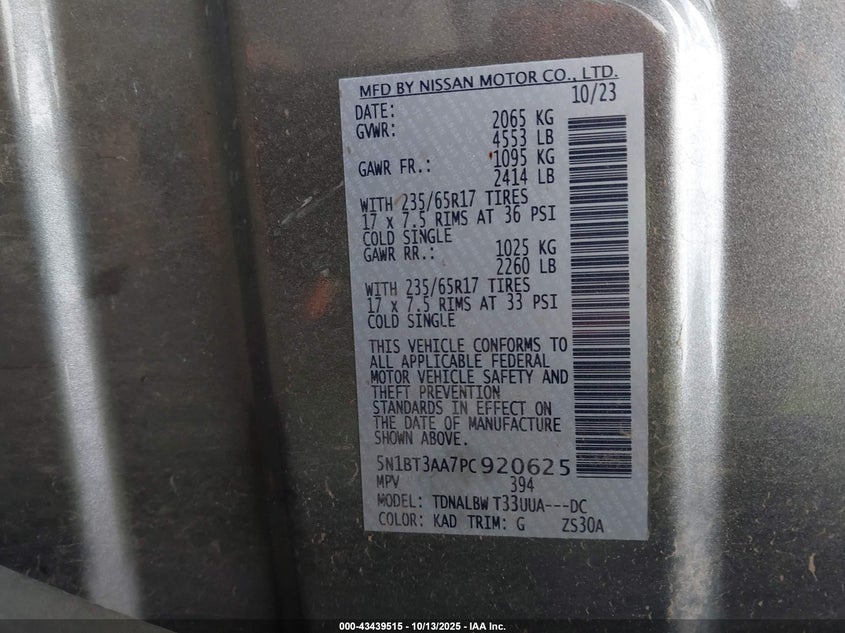 MFD BY NISSAN MOTOR CO., LTD.
DATE: 10/23
GVWR: 2065 KG
4553 LB
GAWR FR.: 1095 KG
2414 LB
WITH 235/65R17 TIRES
17 x 7.5 RIMS AT 36 PSI
COLD SINGLE
GAWR RR.: 1025 KG
2260 LB
WITH 235/65R17 TIRES
17 x 7.5 RIMS AT 33 PSI
COLD SINGLE
THIS VEHICLE CONFORMS TO
ALL APPLICABLE FEDERAL
MOTOR VEHICLE SAFETY AND
THEFT PREVENTION
STANDARDS IN EFFECT ON
THE DATE OF MANUFACTURE
SHOWN ABOVE.
5N1BT3AA7PC920625
MPV 394
MODEL: TDNALBW T33UUA---DC
COLOR: KAD TRIM: G ZS30A
000-43439515 - 10/13/2025 - IAA Inc.